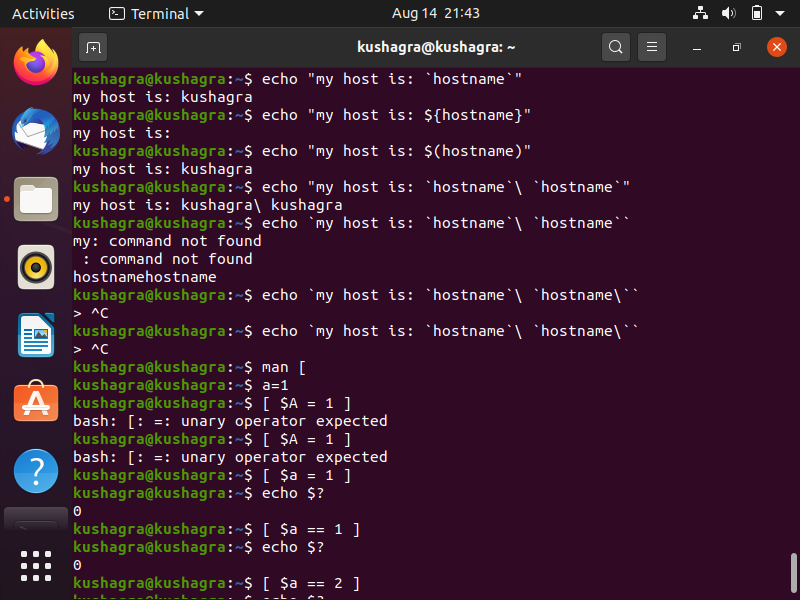 Activities Terminal Aug 14 21:43
kushagra@kushagra: ~
kushagra@kushagra:~$ echo "my host is: `hostname`"
my host is: kushagra
kushagra@kushagra:~$ echo "my host is: ${hostname}"
my host is:
kushagra@kushagra:~$ echo "my host is: $(hostname)"
my host is: kushagra
kushagra@kushagra:~$ echo "my host is: `hostname`\ `hostname`"
my host is: kushagra\ kushagra
kushagra@kushagra:~$ echo `my host is: `hostname`\ `hostname``
my: command not found
 : command not found
hostnamehostname
kushagra@kushagra:~$ echo `my host is: `hostname`\ `hostname\``
> ^C
kushagra@kushagra:~$ echo `my host is: `hostname`\ `hostname\``
> ^C
kushagra@kushagra:~$ man [
kushagra@kushagra:~$ a=1
kushagra@kushagra:~$ [ $A = 1 ]
bash: [: =: unary operator expected
kushagra@kushagra:~$ [ $A = 1 ]
bash: [: =: unary operator expected
kushagra@kushagra:~$ [ $a = 1 ]
kushagra@kushagra:~$ echo $?
0
kushagra@kushagra:~$ [ $a == 1 ]
kushagra@kushagra:~$ echo $?
0
kushagra@kushagra:~$ [ $a == 2 ]
kushagra@kushagra:~$ echo $?